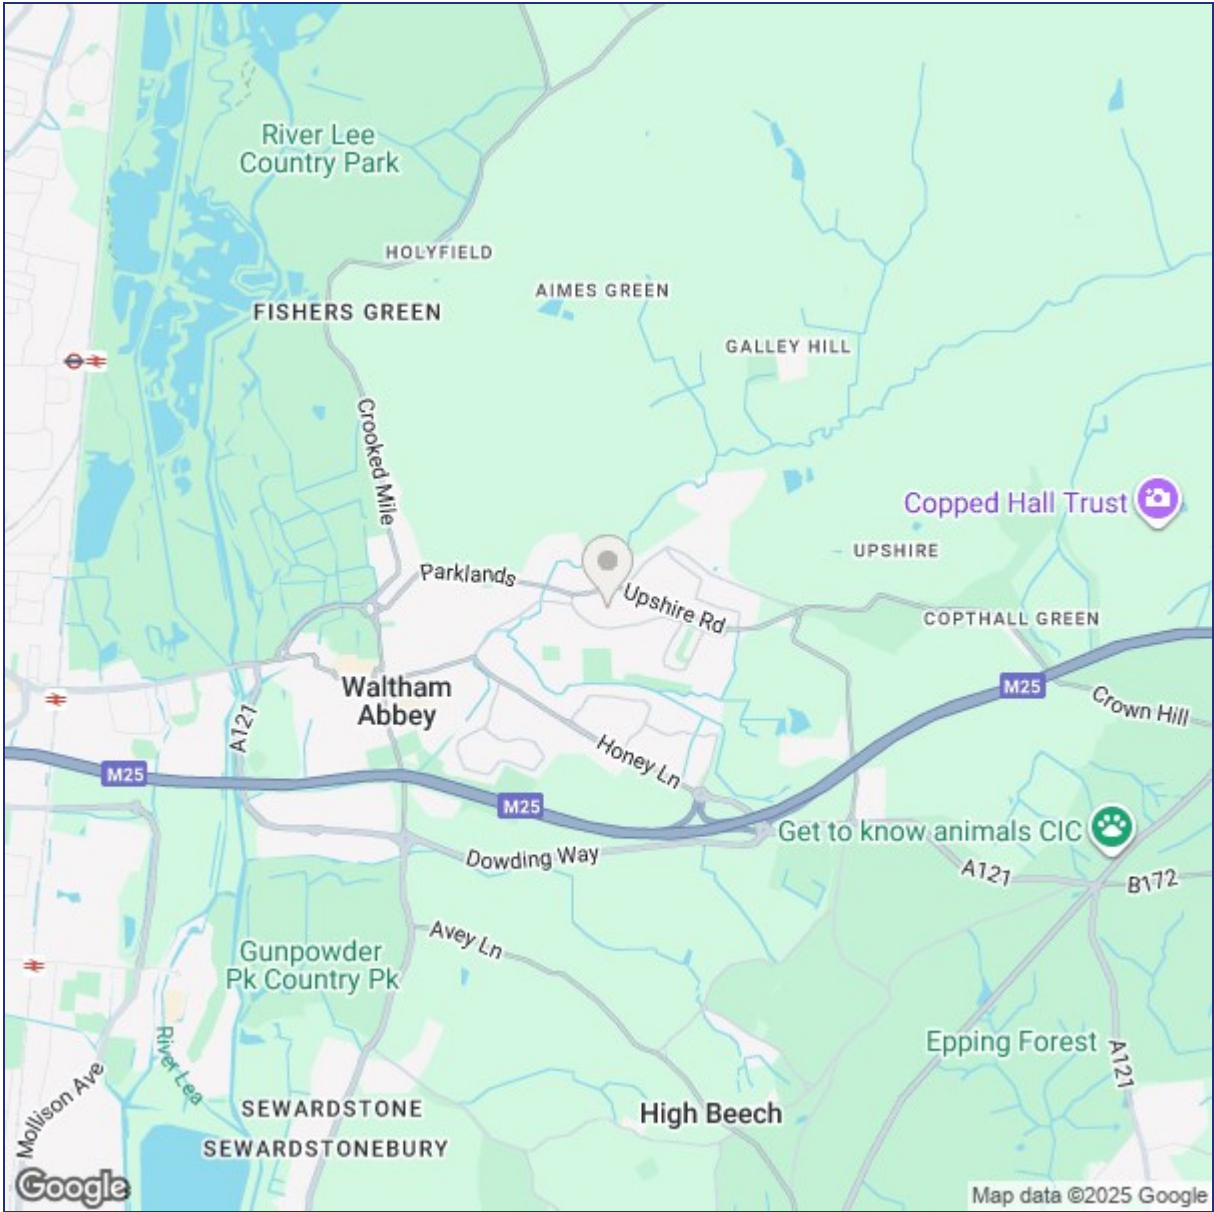 River Lee
Country Park
HOLYFIELD
AIMES GREEN
FISHERS GREEN
GALLEY HILL
Crooked Mile
Copped Hall Trust
UPSHIRE
Parklands
Upshire Rd
COPTHALL GREEN
Waltham
Abbey
M25
Crown Hill
A121
Honey Ln
M25
M25
Get to know animals CIC
Dowding Way
A121
B172
Avey Ln
Gunpowder
Pk Country Pk
River Lea
Epping Forest
A121
Mollison Ave
SEWARDSTONE
High Beech
SEWARDSTONEBURY
Google
Map data ©2025 Google